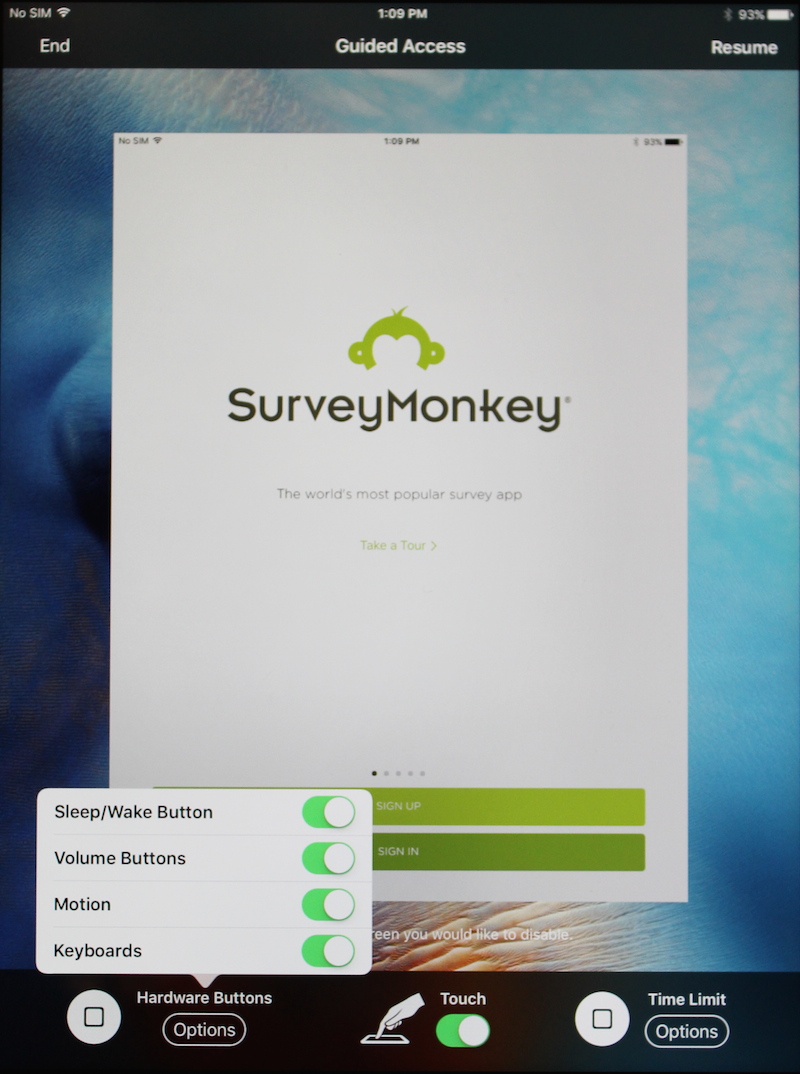 No SIM 1:09 PM 93%
End Guided Access Resume
No SIM 1:09 PM 93%
SurveyMonkey®
The world's most popular survey app
Take a Tour >
SIGN UP
SIGN IN
Sleep/Wake Button
Volume Buttons
Motion
Keyboards
you would like to disable.
Hardware Buttons
Options
Touch
Time Limit
Options